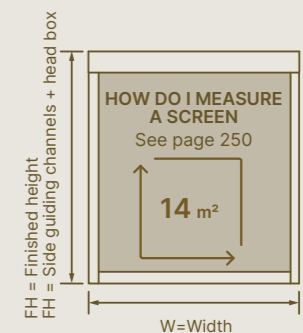 HOW DO I MEASURE
A SCREEN
See page 250
14 m²
FH = Finished height
FH = Side guiding channels + head box
W=Width